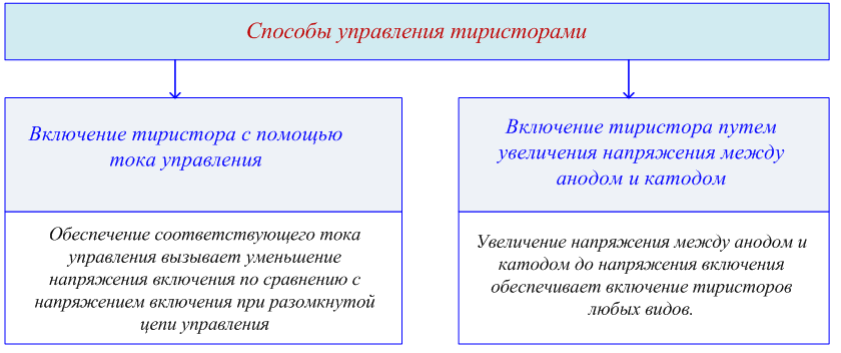 Способы управления тиристорами
Включение тиристора с помощью
тока управления
Обеспечение соответствующего тока
управления вызывает уменьшение
напряжения включения по сравнению с
напряжением включения при разомкнутой
цепи управления
Включение тиристора путем
увеличения напряжения между
анодом и катодом
Увеличение напряжения между анодом и
катодом до напряжения включения
обеспечивает включение тиристоров
любых видов.